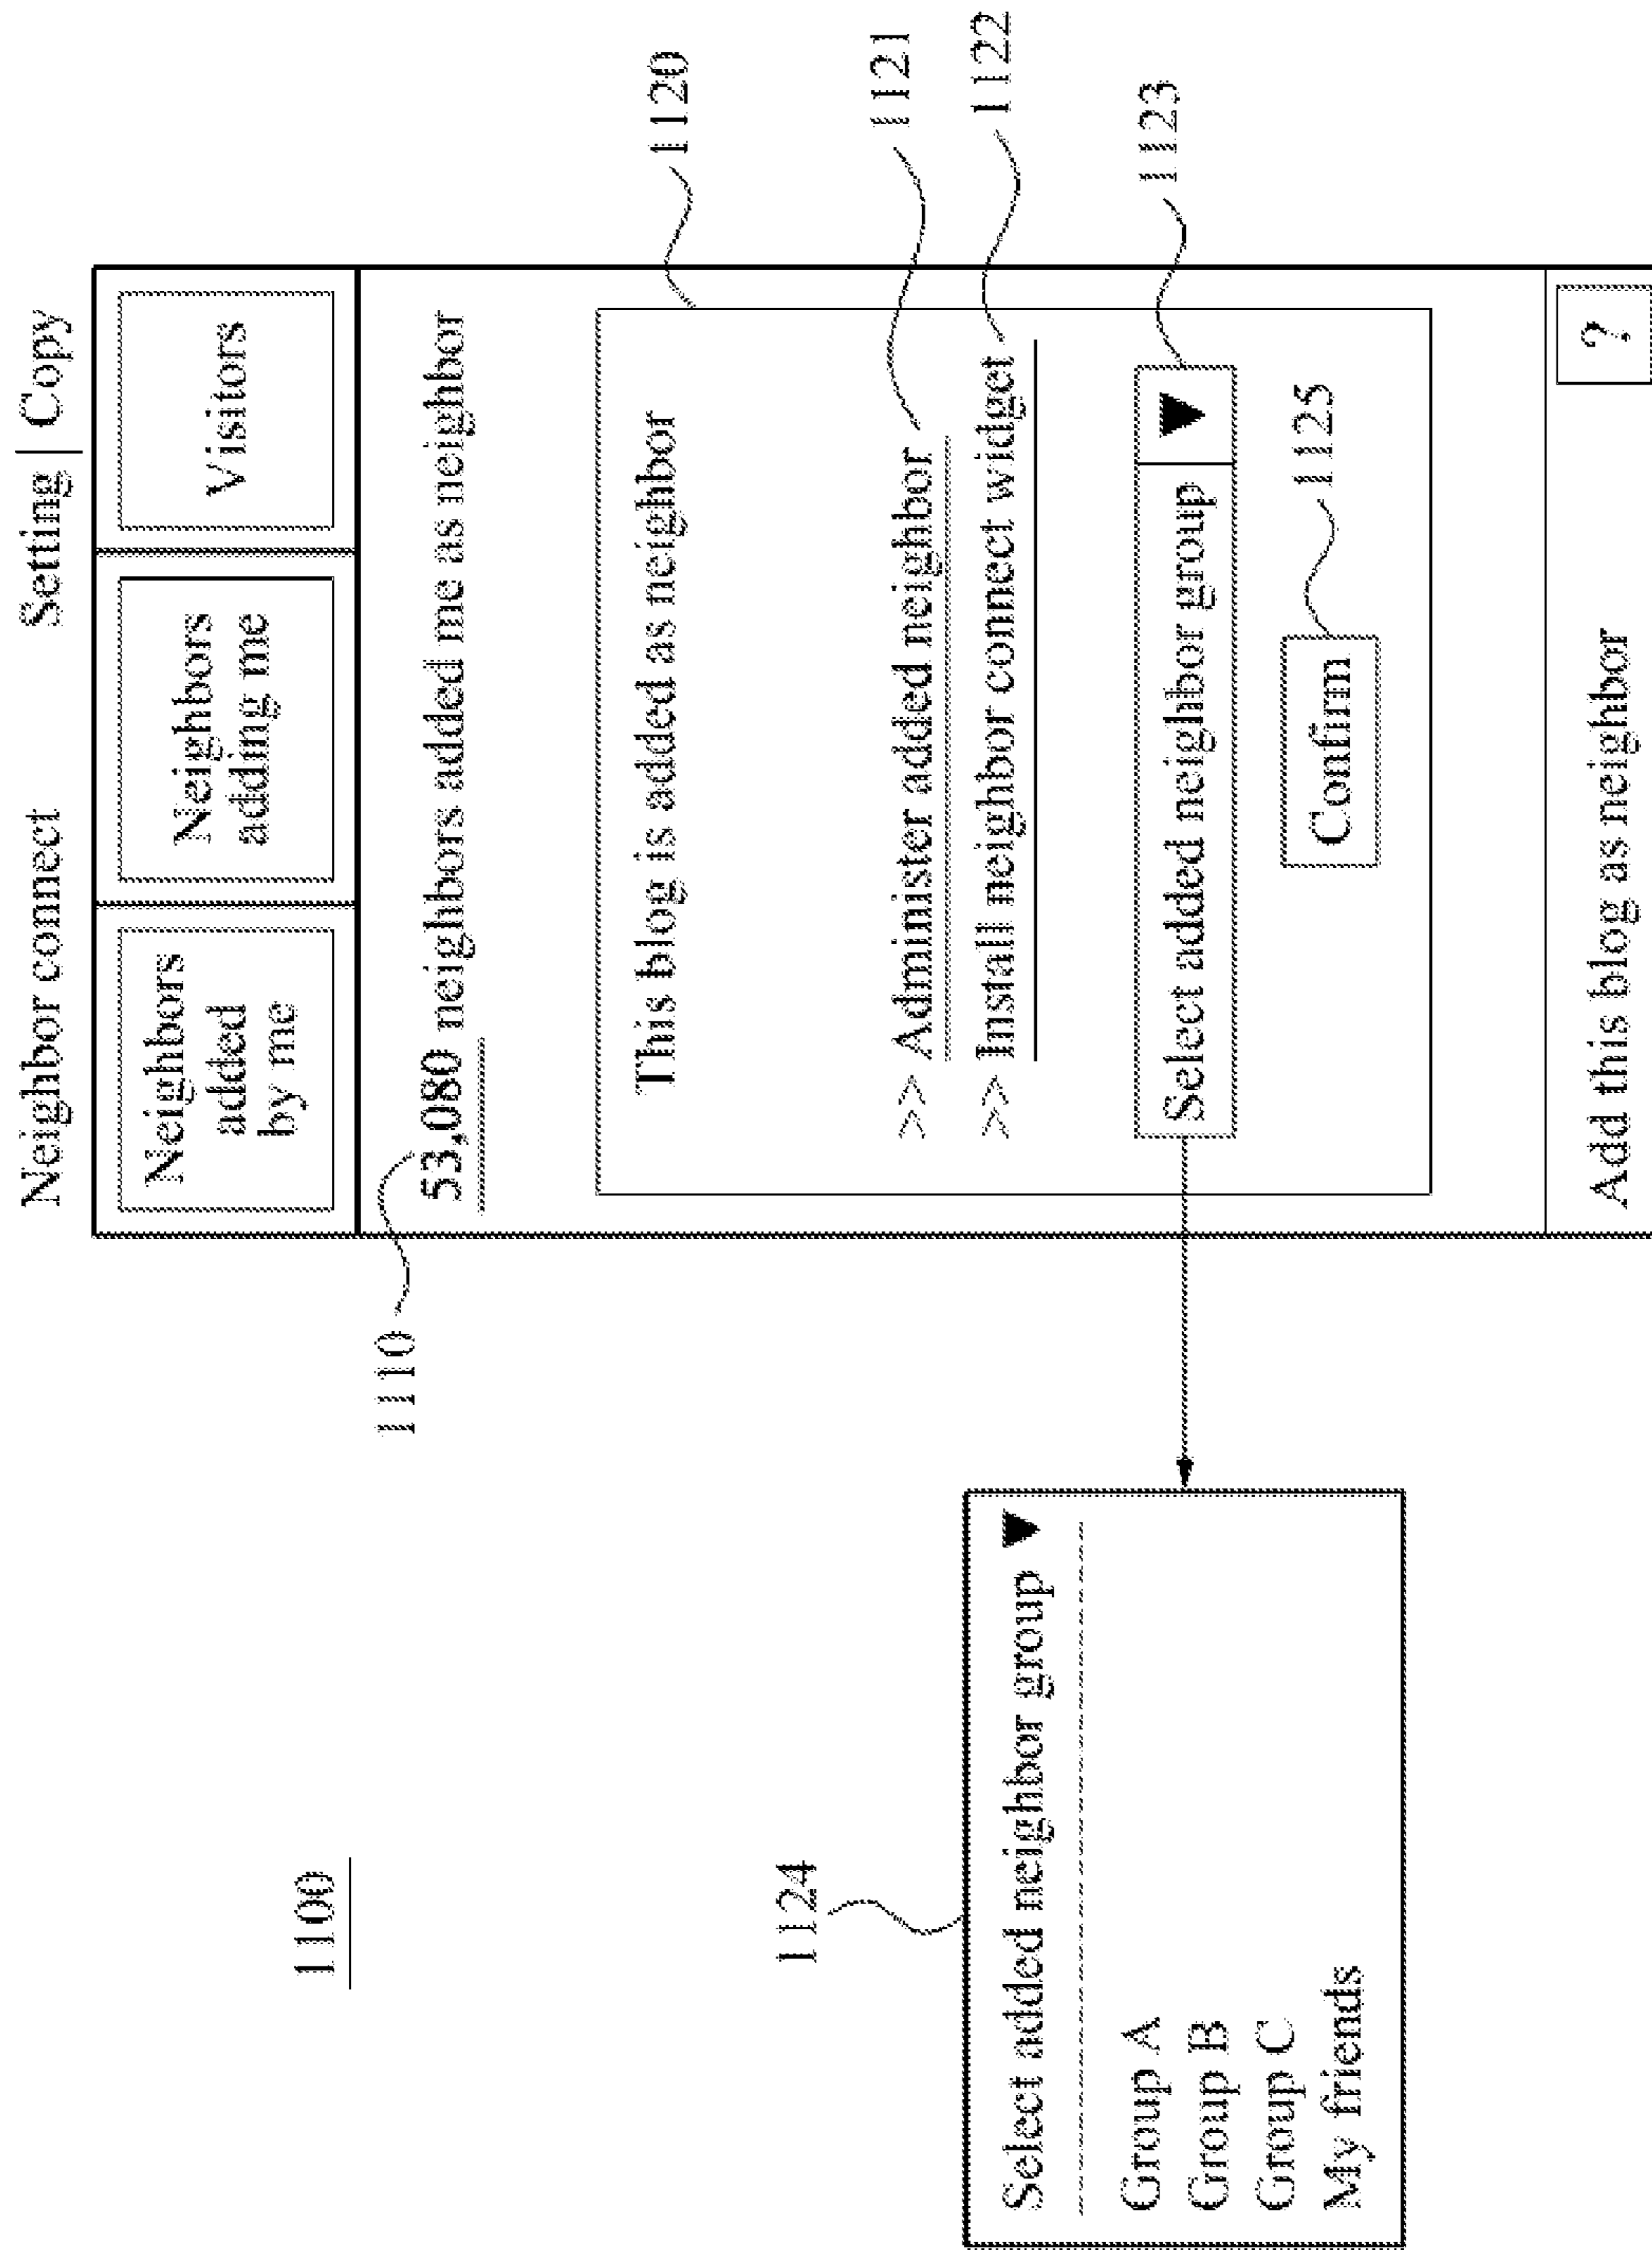 1100
Neighbor connect
Setting | Copy
Neighbors
added
by me
Neighbors
adding me
Visitors
1110
53,080 neighbors added me as neighbor
1120
This blog is added as neighbor
>> Administer added neighbor
1121
>> Install neighbor connect widget
1122
Select added neighbor group ▼
1123
Confirm
1125
Add this blog as neighbor
?
1124
Select added neighbor group ▼
Group A
Group B
Group C
My friends